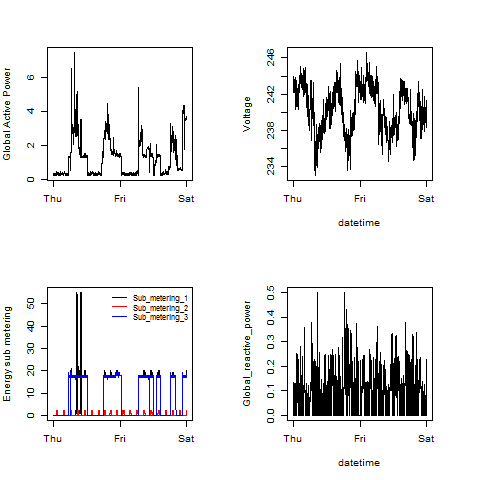 Global Active Power
6
4
2
0
Thu Fri Sat
Voltage
246
242
238
234
Thu Fri Sat
datetime
Energy sub metering
50
40
30
20
10
0
Sub_metering_1
Sub_metering_2
Sub_metering_3
Thu Fri Sat
Global_reactive_power
0.5
0.4
0.3
0.2
0.1
0.0
Thu Fri Sat
datetime